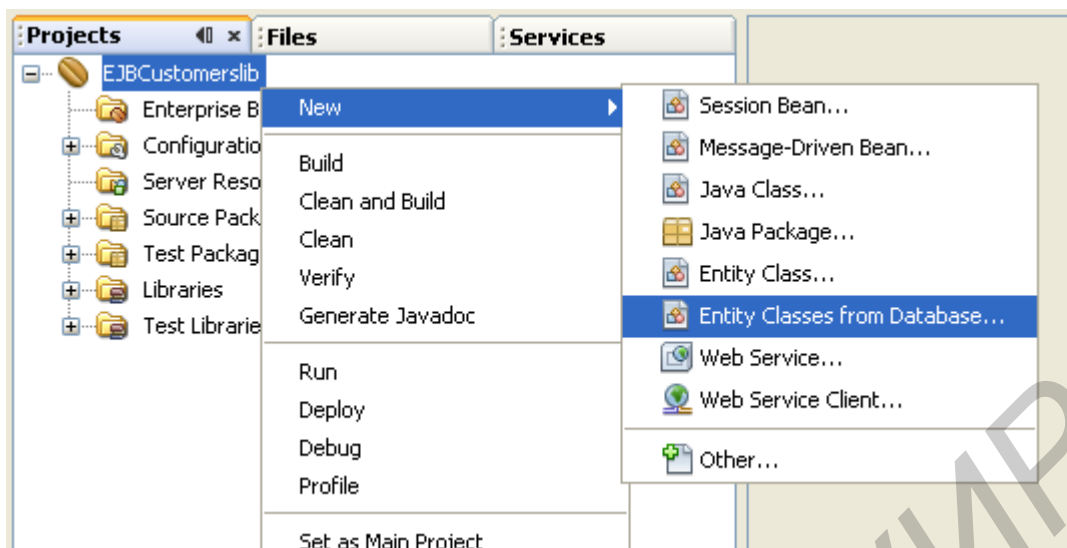 Projects
Files
Services
EJBCustomerslib
Enterprise B
Configuratio
Server Reso
Source Pack
Test Packag
Libraries
Test Librarie
New
Build
Clean and Build
Clean
Verify
Generate Javadoc
Run
Deploy
Debug
Profile
Set as Main Project
Session Bean...
Message-Driven Bean...
Java Class...
Java Package...
Entity Class...
Entity Classes from Database...
Web Service...
Web Service Client...
Other...